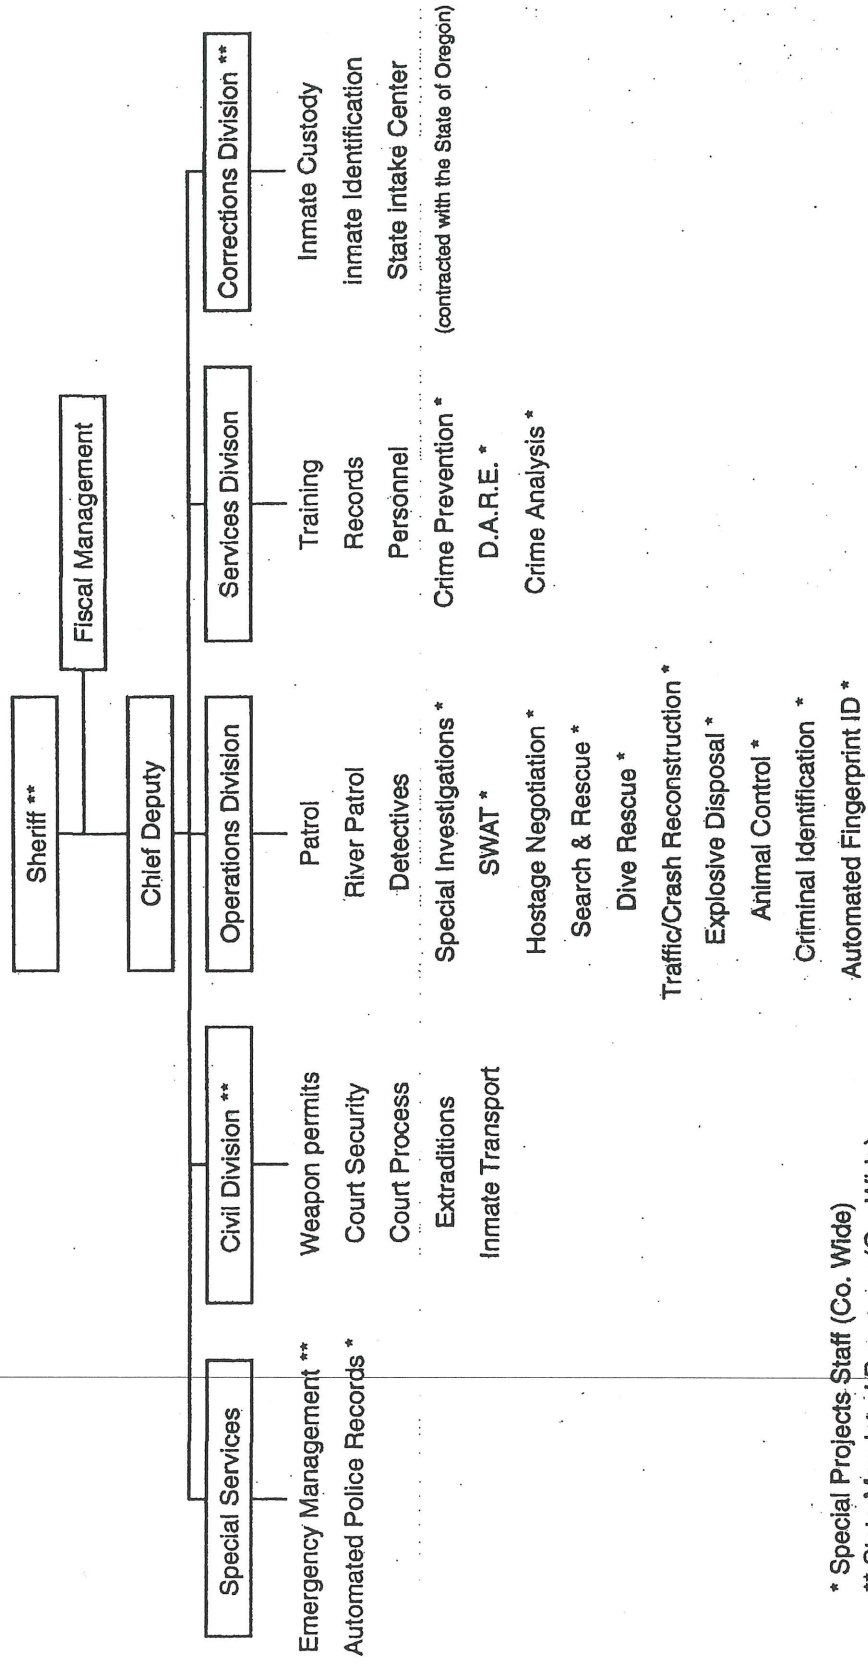 Sheriff **
Fiscal Management
Chief Deputy
Special Services
Emergency Management **
Automated Police Records *
Civil Division **
Weapon permits
Court Security
Court Process
Extraditions
Inmate Transport
Operations Division
Patrol
River Patrol
Detectives
Special Investigations *
SWAT *
Hostage Negotiation *
Search & Rescue *
Dive Rescue *
Traffic/Crash Reconstruction *
Explosive Disposal *
Animal Control *
Criminal Identification *
Automated Fingerprint ID *
Services Divison
Training
Records
Personnel
Crime Prevention *
D.A.R.E. *
Crime Analysis *
Corrections Division **
Inmate Custody
Inmate Identification
State Intake Center
(contracted with the State of Oregon)
* Special Projects Staff (Co. Wide)
** State